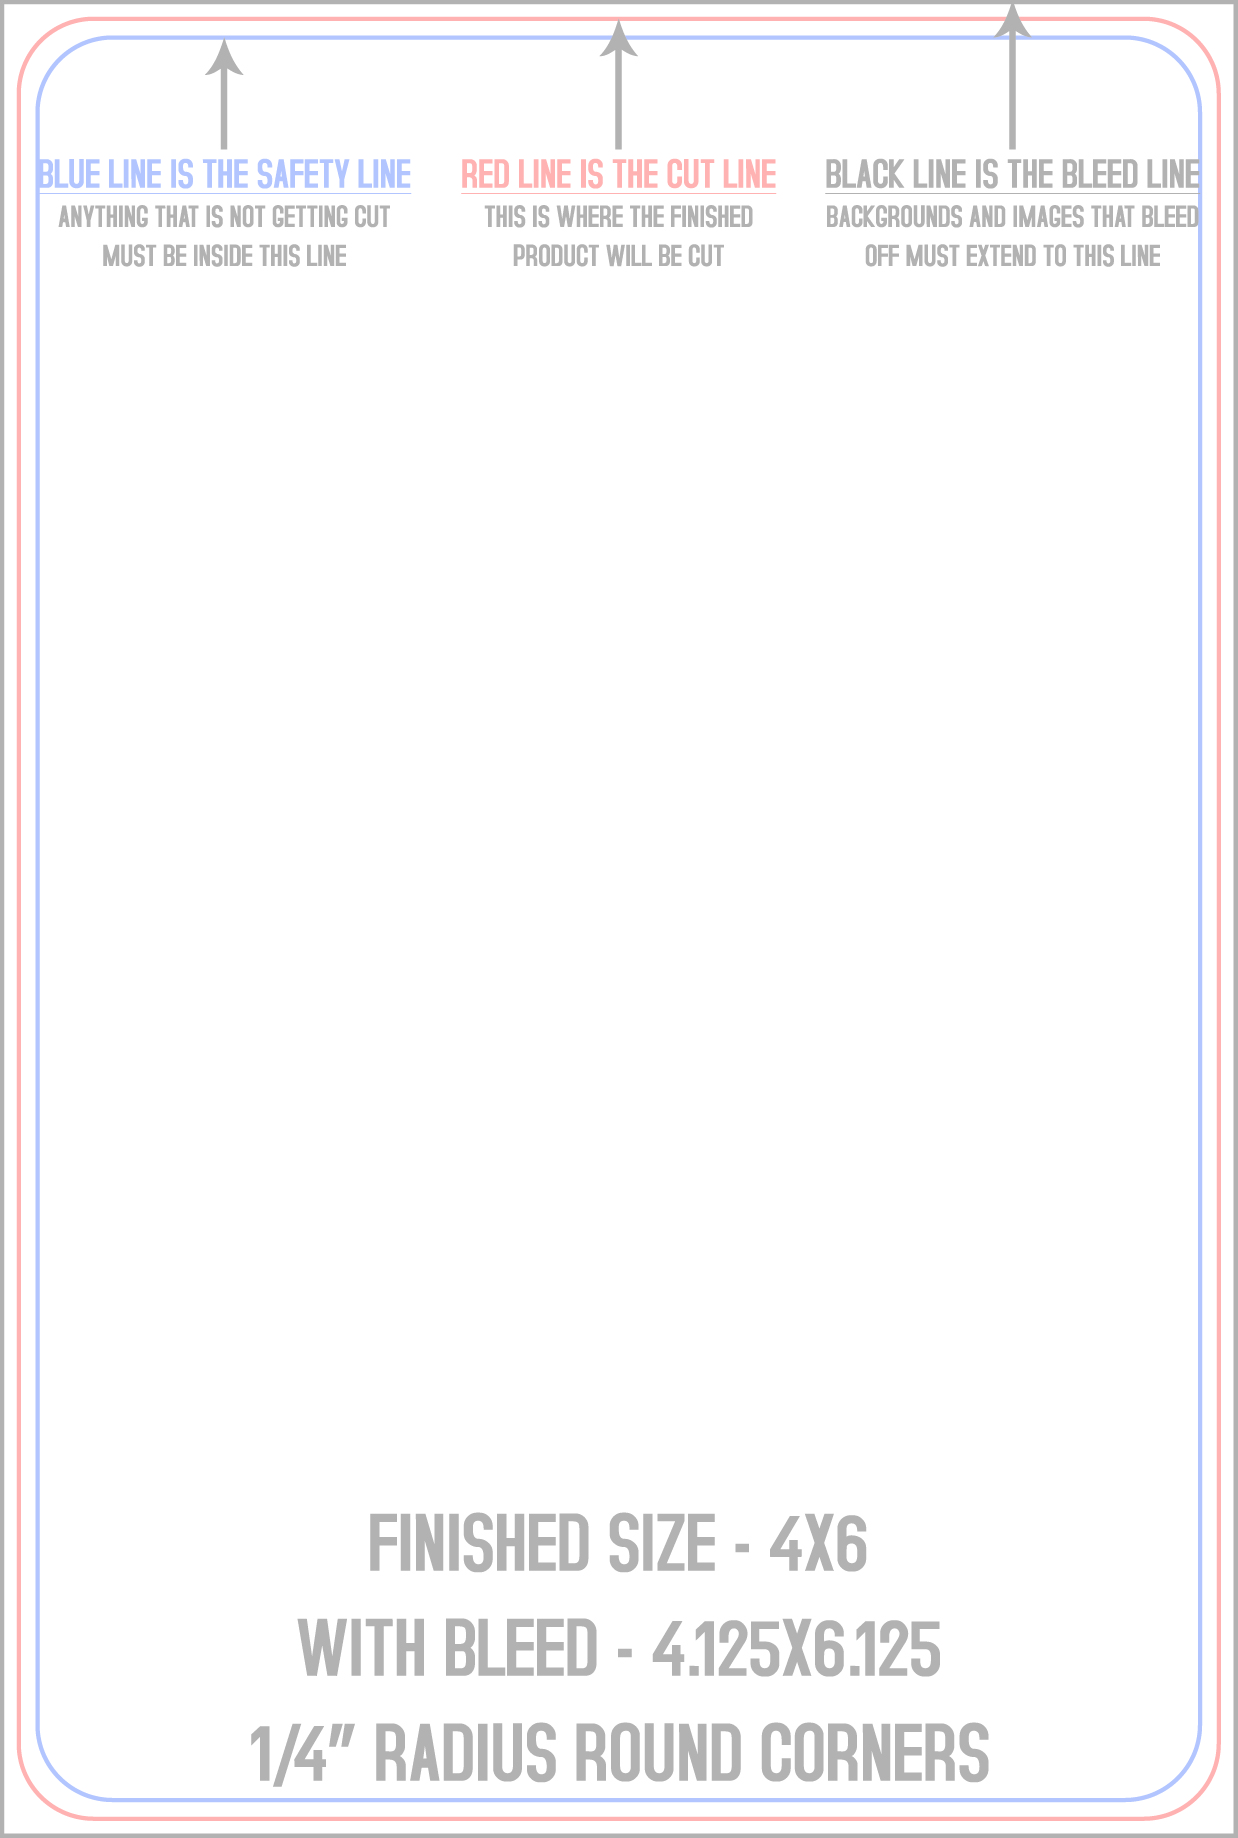 BLUE LINE IS THE SAFETY LINE
ANYTHING THAT IS NOT GETTING CUT
MUST BE INSIDE THIS LINE
RED LINE IS THE CUT LINE
THIS IS WHERE THE FINISHED
PRODUCT WILL BE CUT
BLACK LINE IS THE BLEED LINE
BACKGROUNDS AND IMAGES THAT BLEED
OFF MUST EXTEND TO THIS LINE
FINISHED SIZE - 4X6
WITH BLEED - 4.125X6.125
1/4" RADIUS ROUND CORNERS